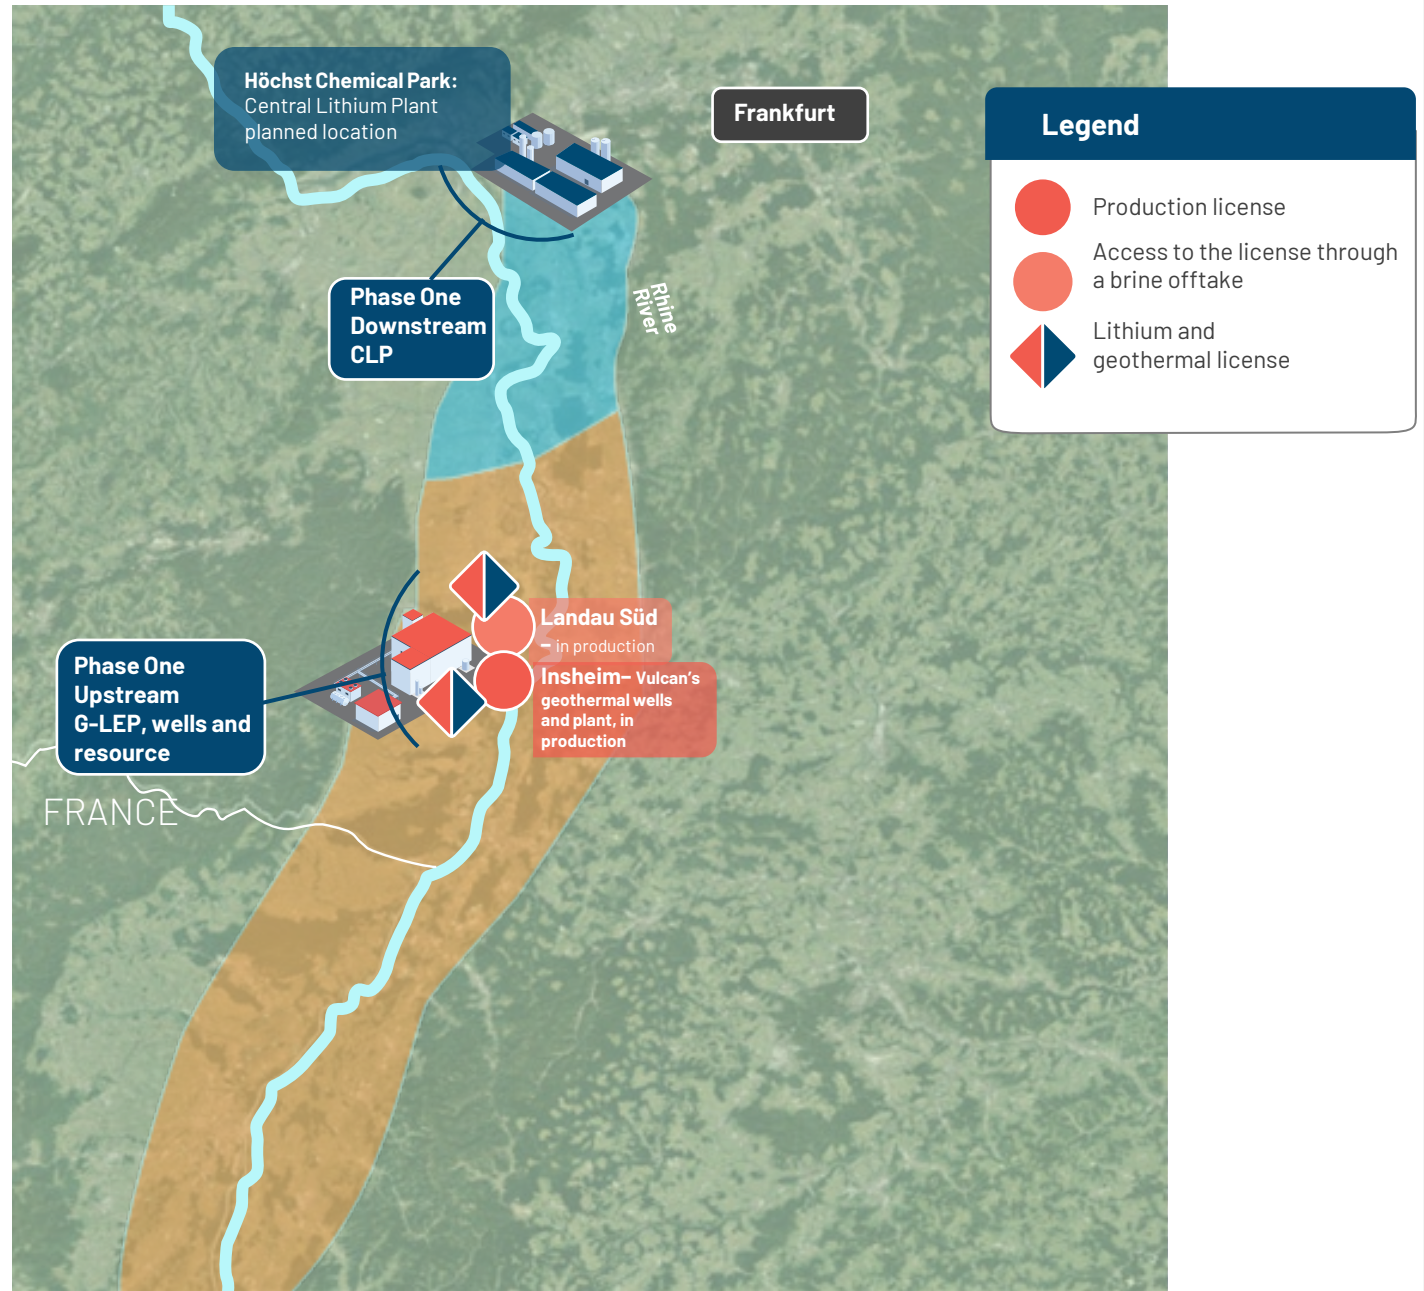 Höchst Chemical Park:
Central Lithium Plant
planned location
Frankfurt
Legend
Production license
Access to the license through
a brine offtake
Lithium and
geothermal license
Phase One
Downstream
CLP
Rhine
River
Landau Süd
– in production
Insheim– Vulcan's
geothermal wells
and plant, in
production
Phase One
Upstream
G-LEP, wells and
resource
FRANCE